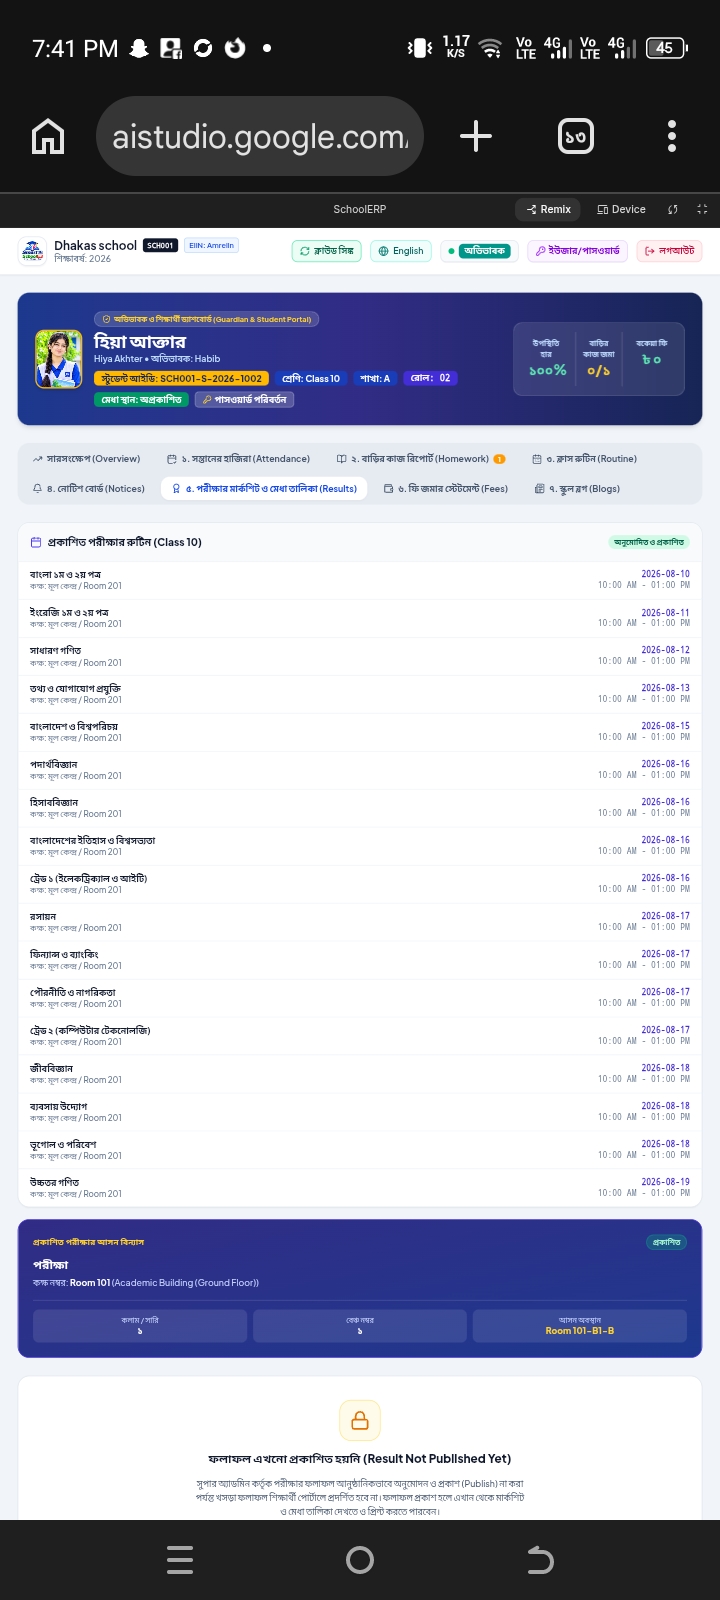 7:41 PM
1.17 K/S
Vo LTE 4G Vo LTE 4G 45
aistudio.google.com/
১৩
SchoolERP
Remix
Device
Dhakas school SCH001 EIIN: Amrelin
শিক্ষাবর্ষ: 2026
ক্লাউড সিঙ্ক
English
অভিভাবক
ইউজার/পাসওয়ার্ড
লগআউট
অভিভাবক ও শিক্ষার্থী ড্যাশবোর্ড (Guardian & Student Portal)
হিয়া আক্তার
Hiya Akhter • অভিভাবক: Habib
স্টুডেন্ট আইডি: SCH001-S-2026-1002 শ্রেণি: Class 10 শাখা: A রোল: 02
মেধা স্থান: অপ্রকাশিত পাসওয়ার্ড পরিবর্তন
উপস্থিতি হার
১০০%
বাড়ির কাজ জমা
০/১
বকেয়া ফি
৳ ০
সারসংক্ষেপ (Overview)
১. সন্তানের হাজিরা (Attendance)
২. বাড়ির কাজ রিপোর্ট (Homework) 1
৩. ক্লাস রুটিন (Routine)
৪. নোটিশ বোর্ড (Notices)
৫. পরীক্ষার মার্কশিট ও মেধা তালিকা (Results)
৬. ফি জমার স্টেটমেন্ট (Fees)
৭. স্কুল ব্লগ (Blogs)
প্রকাশিত পরীক্ষার রুটিন (Class 10)
অনুমোদিত ও প্রকাশিত
বাংলা ১ম ও ২য় পত্র 2026-08-10
কক্ষ: মূল কেন্দ্র / Room 201 10:00 AM - 01:00 PM
ইংরেজি ১ম ও ২য় পত্র 2026-08-11
কক্ষ: মূল কেন্দ্র / Room 201 10:00 AM - 01:00 PM
সাধারণ গণিত 2026-08-12
কক্ষ: মূল কেন্দ্র / Room 201 10:00 AM - 01:00 PM
তথ্য ও যোগাযোগ প্রযুক্তি 2026-08-13
কক্ষ: মূল কেন্দ্র / Room 201 10:00 AM - 01:00 PM
বাংলাদেশ ও বিশ্বপরিচয় 2026-08-15
কক্ষ: মূল কেন্দ্র / Room 201 10:00 AM - 01:00 PM
পদার্থবিজ্ঞান 2026-08-16
কক্ষ: মূল কেন্দ্র / Room 201 10:00 AM - 01:00 PM
হিসাববিজ্ঞান 2026-08-16
কক্ষ: মূল কেন্দ্র / Room 201 10:00 AM - 01:00 PM
বাংলাদেশের ইতিহাস ও বিশ্বসভ্যতা 2026-08-16
কক্ষ: মূল কেন্দ্র / Room 201 10:00 AM - 01:00 PM
ট্রেড ১ (ইলেকট্রিক্যাল ও আইটি) 2026-08-16
কক্ষ: মূল কেন্দ্র / Room 201 10:00 AM - 01:00 PM
রসায়ন 2026-08-17
কক্ষ: মূল কেন্দ্র / Room 201 10:00 AM - 01:00 PM
ফিন্যান্স ও ব্যাংকিং 2026-08-17
কক্ষ: মূল কেন্দ্র / Room 201 10:00 AM - 01:00 PM
পৌরনীতি ও নাগরিকতা 2026-08-17
কক্ষ: মূল কেন্দ্র / Room 201 10:00 AM - 01:00 PM
ট্রেড ২ (কম্পিউটার টেকনোলজি) 2026-08-17
কক্ষ: মূল কেন্দ্র / Room 201 10:00 AM - 01:00 PM
জীববিজ্ঞান 2026-08-18
কক্ষ: মূল কেন্দ্র / Room 201 10:00 AM - 01:00 PM
ব্যবসায় উদ্যোগ 2026-08-18
কক্ষ: মূল কেন্দ্র / Room 201 10:00 AM - 01:00 PM
ভূগোল ও পরিবেশ 2026-08-18
কক্ষ: মূল কেন্দ্র / Room 201 10:00 AM - 01:00 PM
উচ্চতর গণিত 2026-08-19
কক্ষ: মূল কেন্দ্র / Room 201 10:00 AM - 01:00 PM
প্রকাশিত পরীক্ষার আসন বিন্যাস
প্রকাশিত
পরীক্ষা
কক্ষ নম্বর: Room 101 (Academic Building (Ground Floor))
কলাম / সারি
১
বেঞ্চ নম্বর
১
আসন অবস্থান
Room 101-B1-B
ফলাফল এখনো প্রকাশিত হয়নি (Result Not Published Yet)
সুপার অ্যাডমিন কর্তৃক পরীক্ষার ফলাফল আনুষ্ঠানিকভাবে অনুমোদন ও প্রকাশ (Publish) না করা
পর্যন্ত খসড়া ফলাফল শিক্ষার্থী পোর্টালে প্রদর্শিত হবে না। ফলাফল প্রকাশ হলে এখান থেকে মার্কশিট
ও মেধা তালিকা দেখতে ও প্রিন্ট করতে পারবেন।